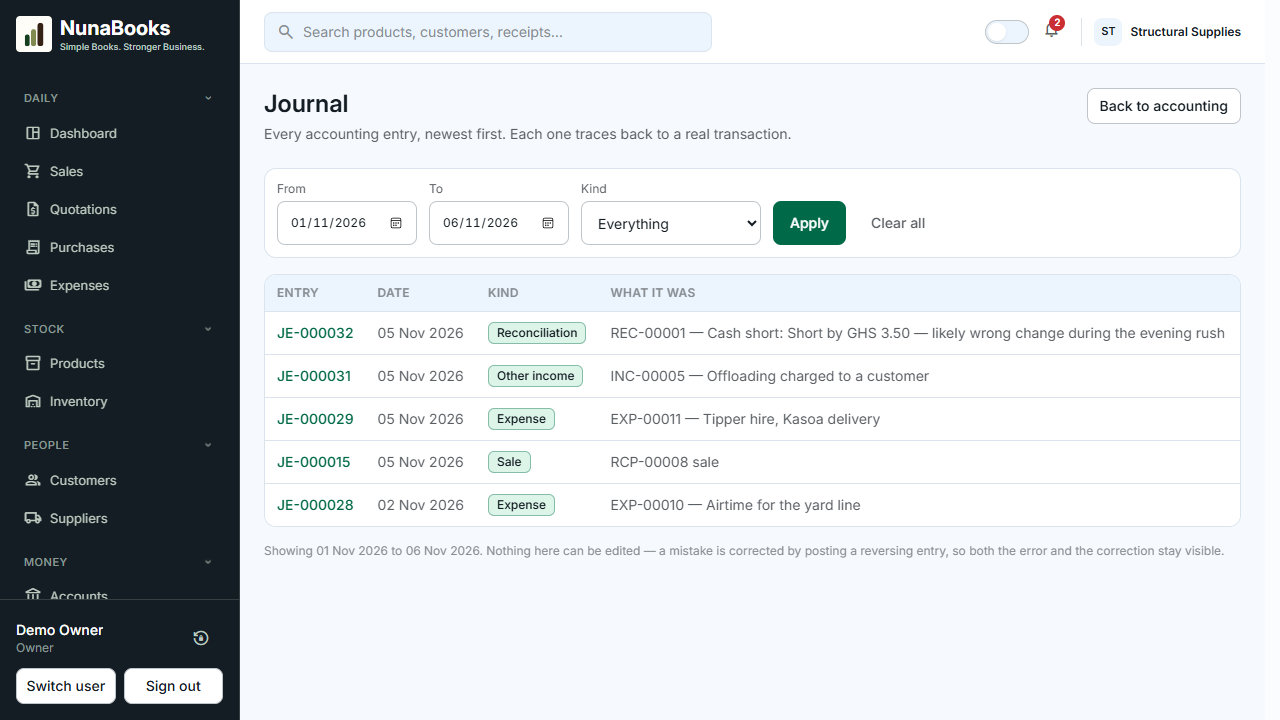 NunaBooks
Simple Books. Stronger Business.
DAILY
Dashboard
Sales
Quotations
Purchases
Expenses
STOCK
Products
Inventory
PEOPLE
Customers
Suppliers
MONEY
Accounts
Demo Owner
Owner
Switch user
Sign out
Search products, customers, receipts...
2
ST
Structural Supplies
Journal
Every accounting entry, newest first. Each one traces back to a real transaction.
Back to accounting
From
To
Kind
01/11/2026
06/11/2026
Everything
Apply
Clear all
ENTRY DATE KIND WHAT IT WAS
JE-000032 05 Nov 2026 Reconciliation REC-00001 — Cash short: Short by GHS 3.50 — likely wrong change during the evening rush
JE-000031 05 Nov 2026 Other income INC-00005 — Offloading charged to a customer
JE-000029 05 Nov 2026 Expense EXP-00011 — Tipper hire, Kasoa delivery
JE-000015 05 Nov 2026 Sale RCP-00008 sale
JE-000028 02 Nov 2026 Expense EXP-00010 — Airtime for the yard line
Showing 01 Nov 2026 to 06 Nov 2026. Nothing here can be edited — a mistake is corrected by posting a reversing entry, so both the error and the correction stay visible.